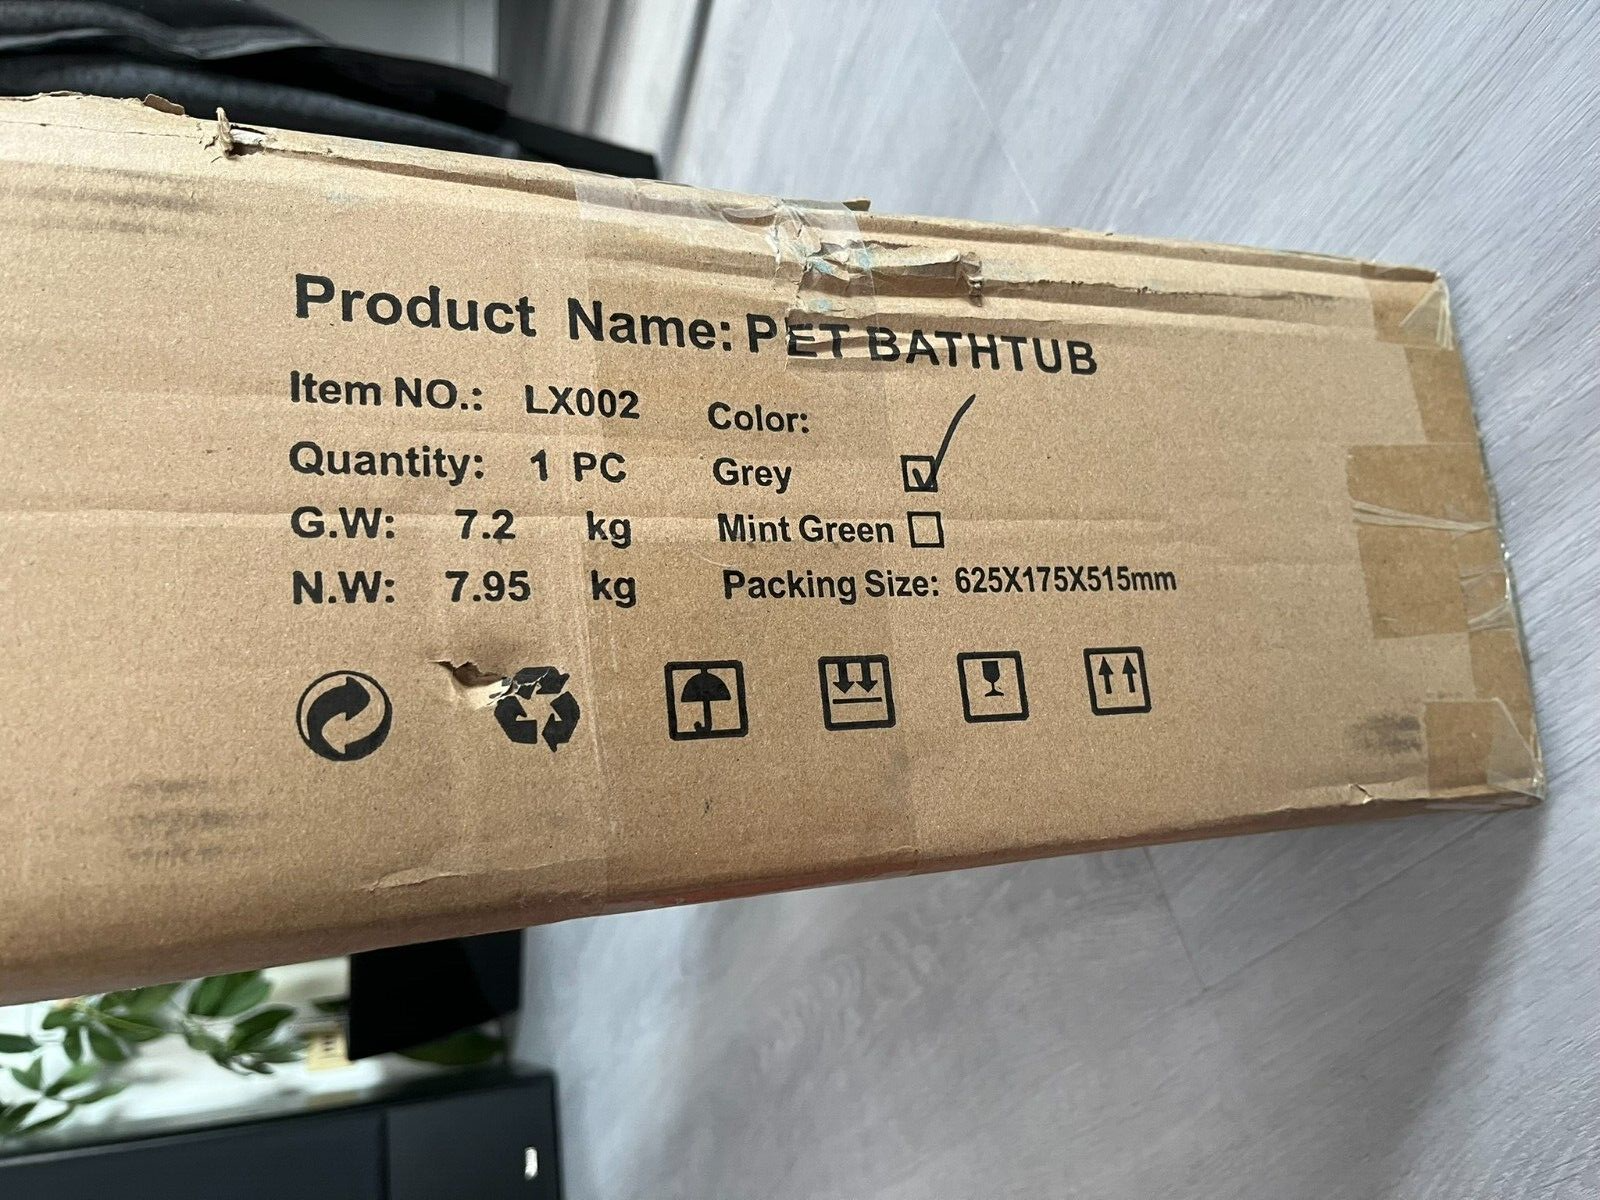 Product Name: PET BATHTUB
Item NO.: LX002
Quantity: 1 PC
G.W: 7.2 kg
N.W: 7.95 kg
Color:
Grey
Mint Green
Packing Size: 625X175X515mm